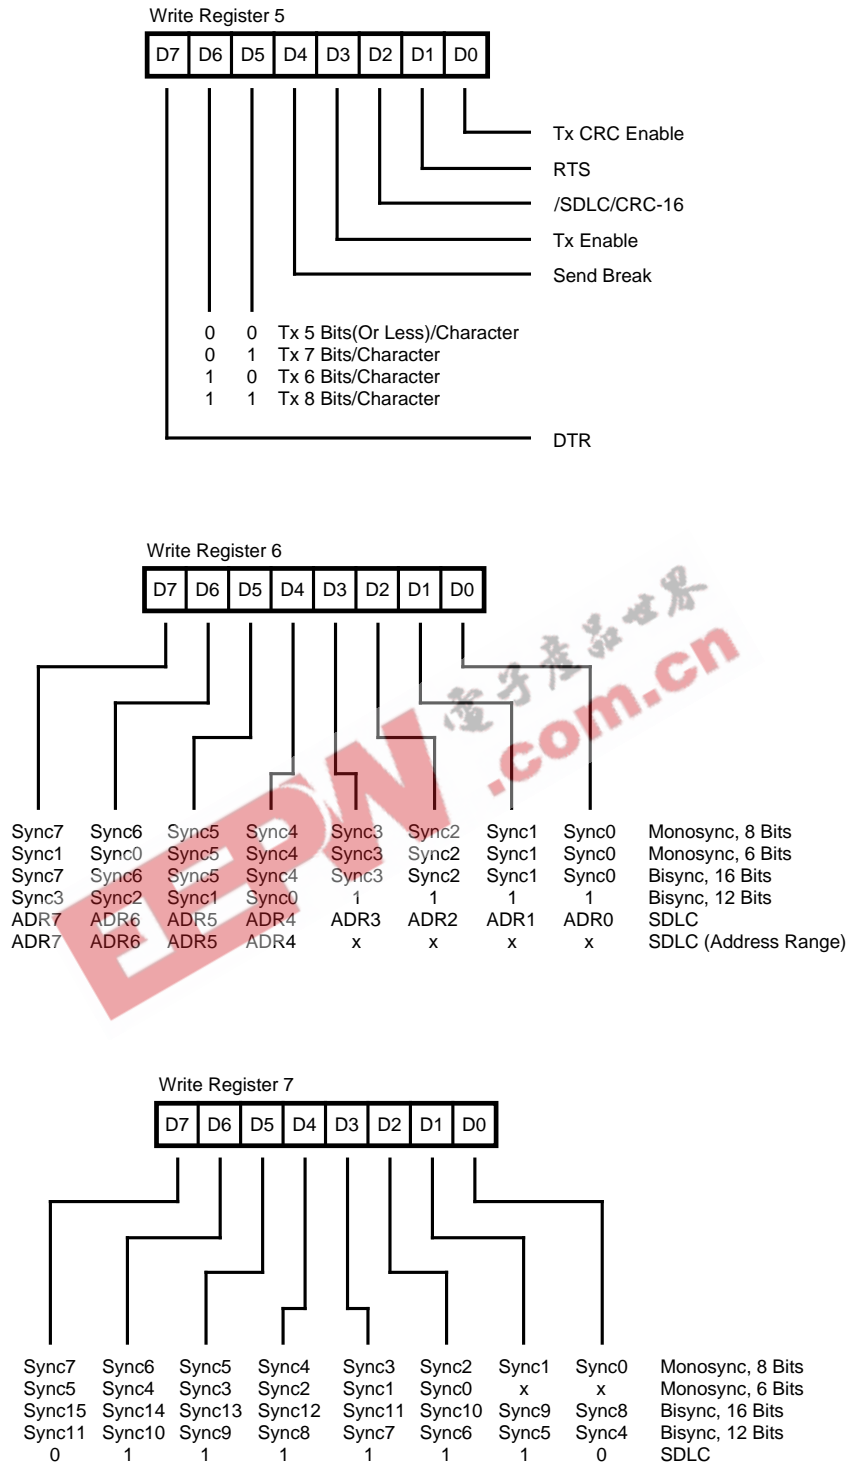 Write Register 5
D7 D6 D5 D4 D3 D2 D1 D0
Tx CRC Enable
RTS
/SDLC/CRC-16
Tx Enable
Send Break
0 0 Tx 5 Bits(Or Less)/Character
0 1 Tx 7 Bits/Character
1 0 Tx 6 Bits/Character
1 1 Tx 8 Bits/Character
DTR
Write Register 6
D7 D6 D5 D4 D3 D2 D1 D0
Sync7 Sync6 Sync5 Sync4 Sync3 Sync2 Sync1 Sync0 Monosync, 8 Bits
Sync1 Sync0 Sync5 Sync4 Sync3 Sync2 Sync1 Sync0 Monosync, 6 Bits
Sync7 Sync6 Sync5 Sync4 Sync3 Sync2 Sync1 Sync0 Bisync, 16 Bits
Sync3 Sync2 Sync1 Sync0 1 1 1 1 Bisync, 12 Bits
ADR7 ADR6 ADR5 ADR4 ADR3 ADR2 ADR1 ADR0 SDLC
ADR7 ADR6 ADR5 ADR4 x x x x SDLC (Address Range)
EEPW
電子產品世界
.com.cn
Write Register 7
D7 D6 D5 D4 D3 D2 D1 D0
Sync7 Sync6 Sync5 Sync4 Sync3 Sync2 Sync1 Sync0 Monosync, 8 Bits
Sync5 Sync4 Sync3 Sync2 Sync1 Sync0 x x Monosync, 6 Bits
Sync15 Sync14 Sync13 Sync12 Sync11 Sync10 Sync9 Sync8 Bisync, 16 Bits
Sync11 Sync10 Sync9 Sync8 Sync7 Sync6 Sync5 Sync4 Bisync, 12 Bits
0 1 1 1 1 1 1 0 SDLC